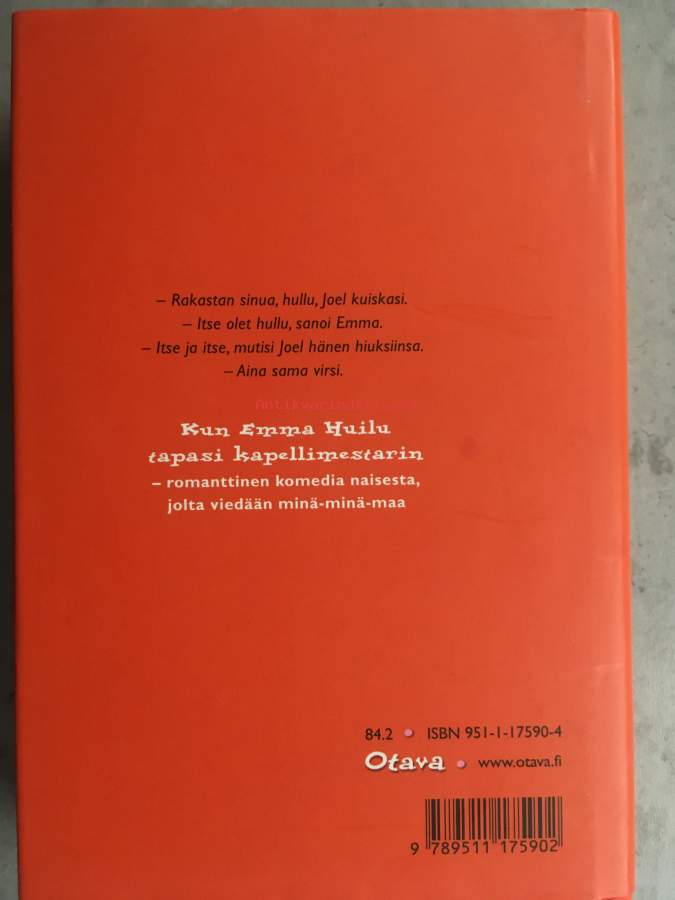 – Rakastan sinua, hullu, Joel kuiskasi.
– Itse olet hullu, sanoi Emma.
– Itse ja itse, mutisi Joel hänen hiuksiinsa.
– Aina sama virsi.
Kun Emma Huilu
tapasi kapellimestarin
– romanttinen komedia naisesta,
jolta viedään minä-minä-maa
84.2 • ISBN 951-1-17590-4
Otava • www.otava.fi
9 789511 175902